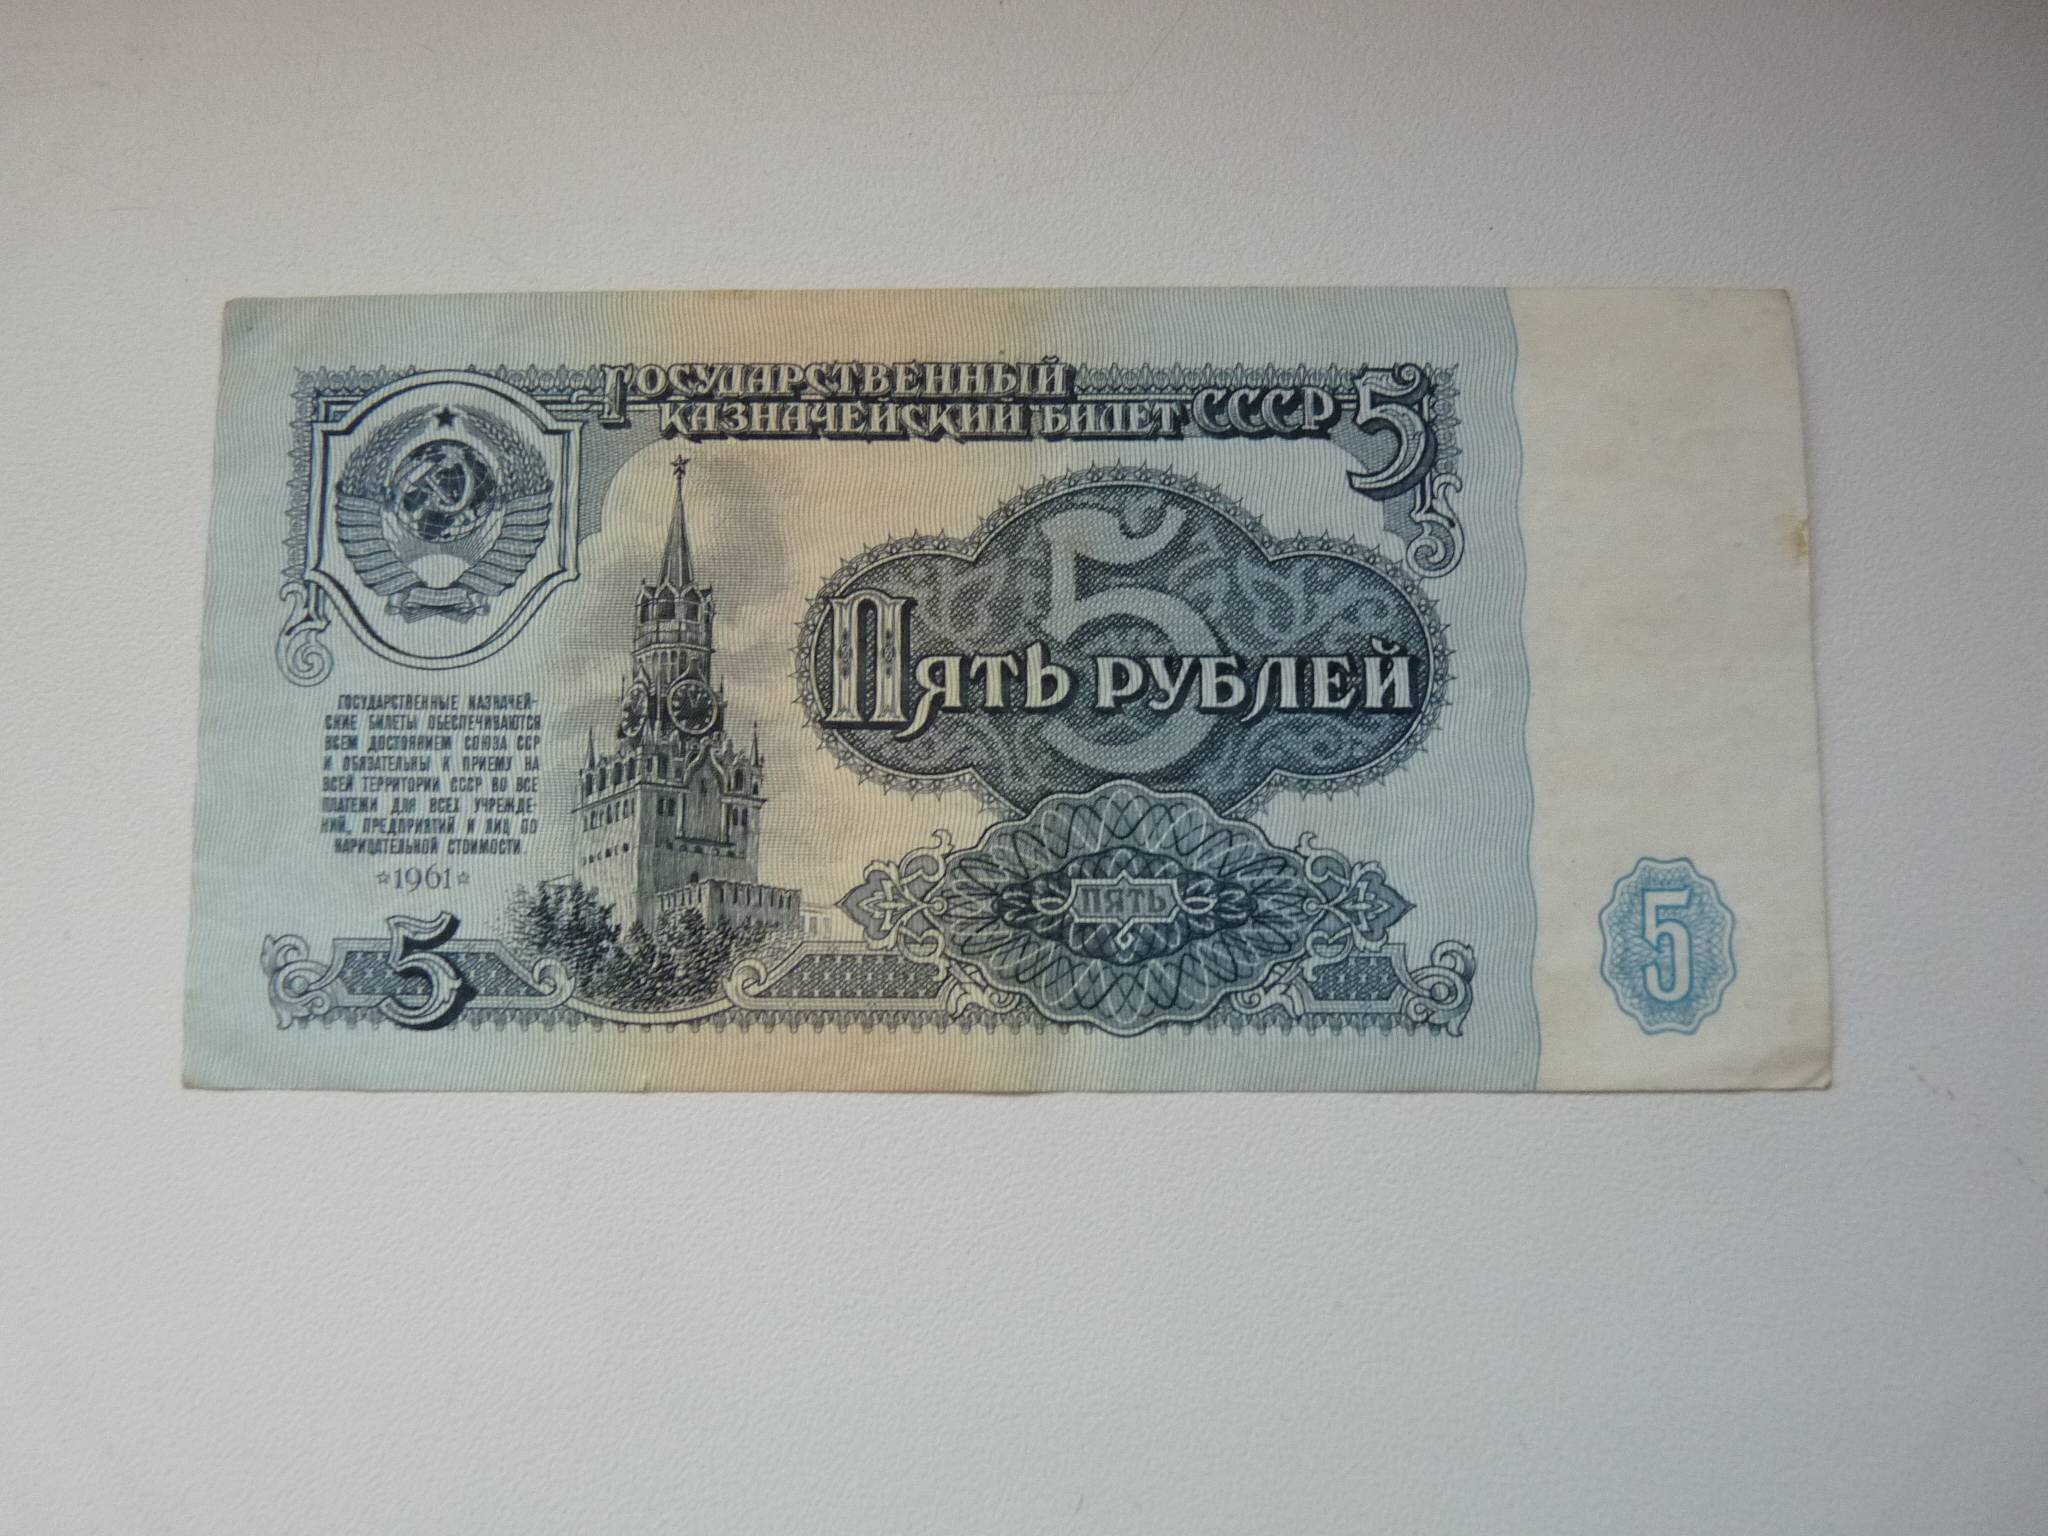 ГОСУДАРСТВЕННЫЙ
КАЗНАЧЕЙСКИЙ БИЛЕТ СССР 5
5
ПЯТЬ РУБЛЕЙ
ГОСУДАРСТВЕННЫЕ КАЗНАЧЕЙ-
СКИЕ БИЛЕТЫ ОБЕСПЕЧИВАЮТСЯ
ВСЕМ ДОСТОЯНИЕМ СОЮЗА ССР
И ОБЯЗАТЕЛЬНЫ К ПРИЕМУ НА
ВСЕЙ ТЕРРИТОРИИ СССР ВО ВСЕ
ПЛАТЕЖИ ДЛЯ ВСЕХ УЧРЕЖДЕ-
НИЙ, ПРЕДПРИЯТИЙ И ЛИЦ ПО
НАРИЦАТЕЛЬНОЙ СТОИМОСТИ.
1961
ПЯТЬ
5
5